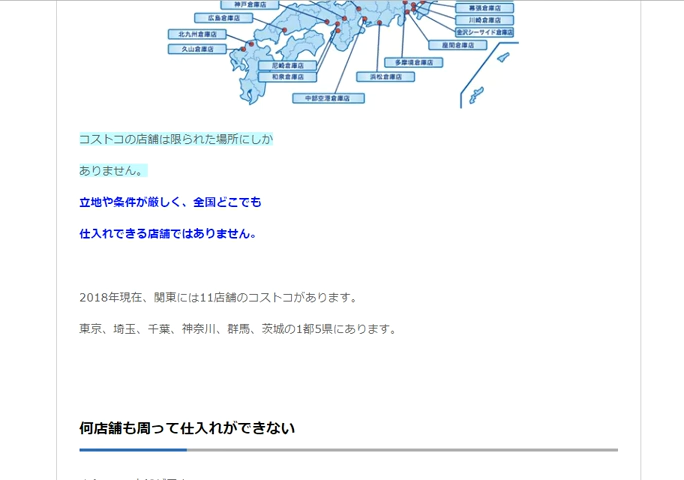 神戸倉庫店
広島倉庫店
北九州倉庫店
久山倉庫店
尼崎倉庫店
和泉倉庫店
中部空港倉庫店
浜松倉庫店
多摩境倉庫店
座間倉庫店
幕張倉庫店
川崎倉庫店
金沢シーサイド倉庫店
コストコの店舗は限られた場所にしか
ありません。
立地や条件が厳しく、全国どこでも
仕入れできる店舗ではありません。
2018年現在、関東には11店舗のコストコがあります。
東京、埼玉、千葉、神奈川、群馬、茨城の1都5県にあります。
何店舗も周って仕入れができない